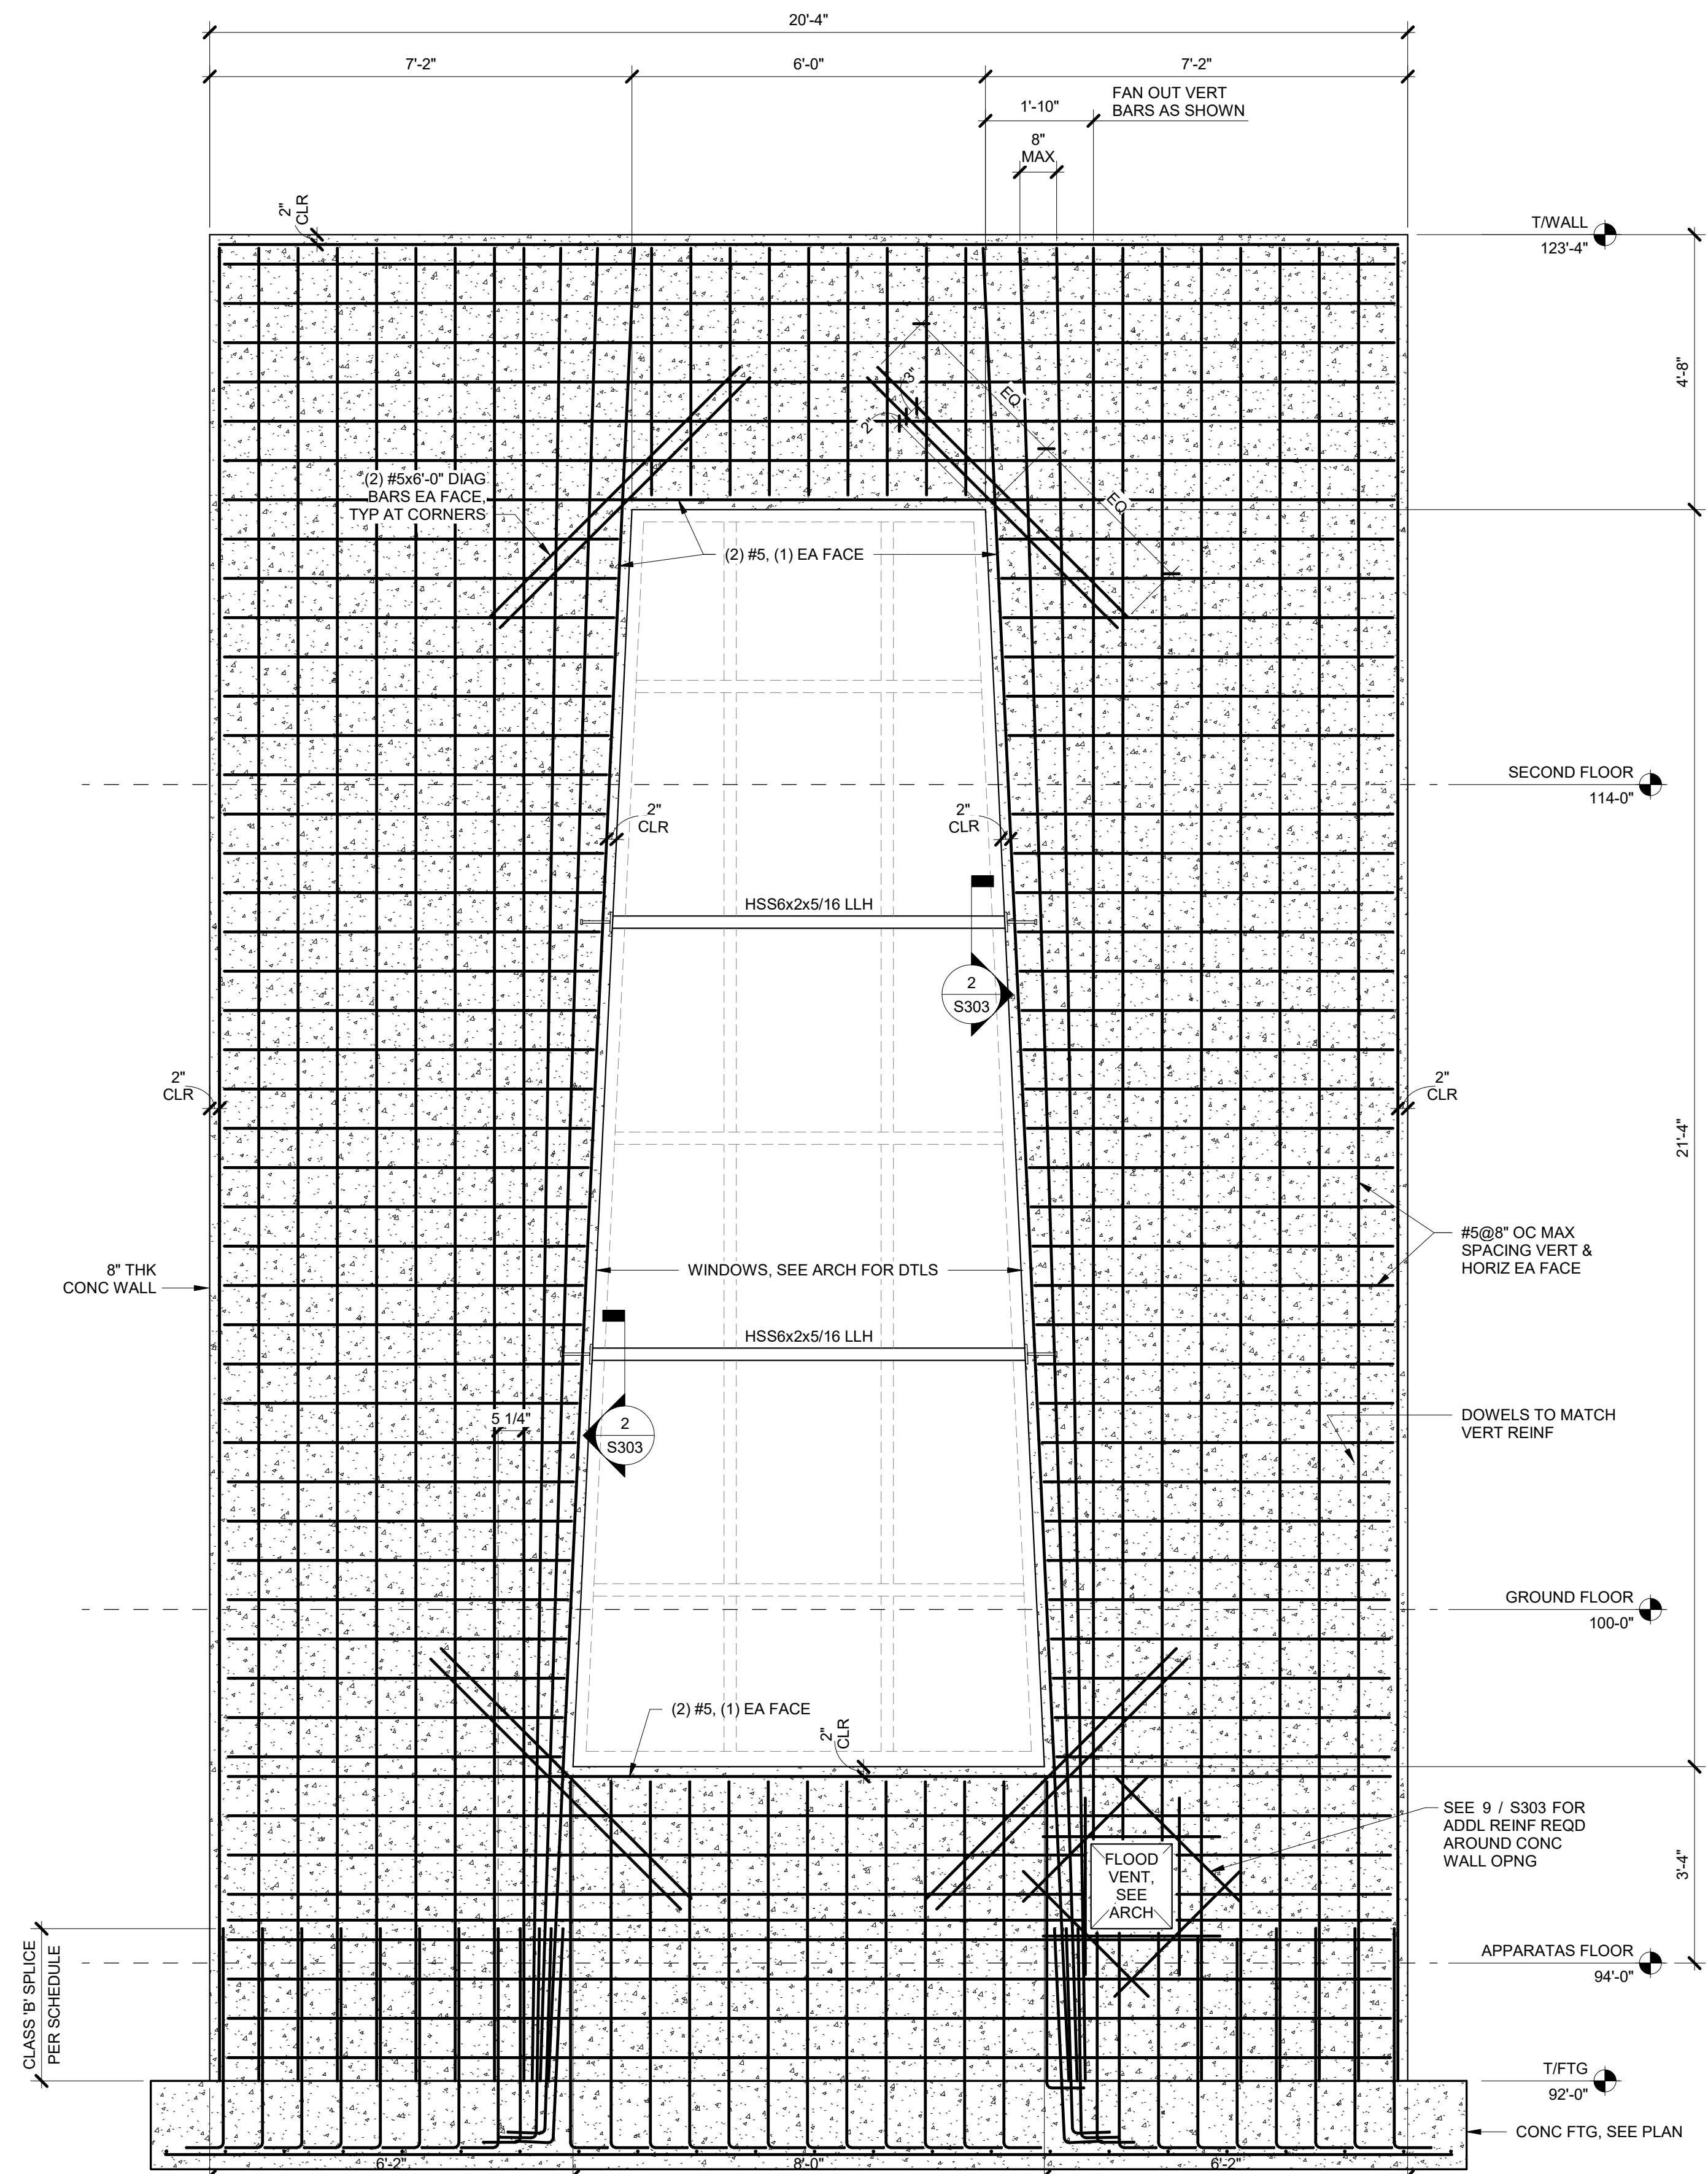 20'-4"
7'-2"
6'-0"
7'-2"
1'-10"
FAN OUT VERT
BARS AS SHOWN
8"
MAX
2"
CLR
T/WALL
123'-4"
4'-8"
3"
2"
EQ
EQ
(2) #5x6'-0" DIAG
BARS EA FACE,
TYP AT CORNERS
(2) #5, (1) EA FACE
SECOND FLOOR
114-0"
2"
CLR
2"
CLR
HSS6x2x5/16 LLH
2
S303
2"
CLR
2"
CLR
21'-4"
#5@8" OC MAX
SPACING VERT &
HORIZ EA FACE
8" THK
CONC WALL
WINDOWS, SEE ARCH FOR DTLS
HSS6x2x5/16 LLH
5 1/4"
2
S303
DOWELS TO MATCH
VERT REINF
GROUND FLOOR
100-0"
(2) #5, (1) EA FACE
2"
CLR
SEE 9 / S303 FOR
ADDL REINF REQD
AROUND CONC
WALL OPNG
FLOOD
VENT,
SEE
ARCH
3'-4"
CLASS 'B' SPLICE
PER SCHEDULE
APPARATAS FLOOR
94'-0"
T/FTG
92'-0"
CONC FTG, SEE PLAN
6'-2"
8'-0"
6'-2"